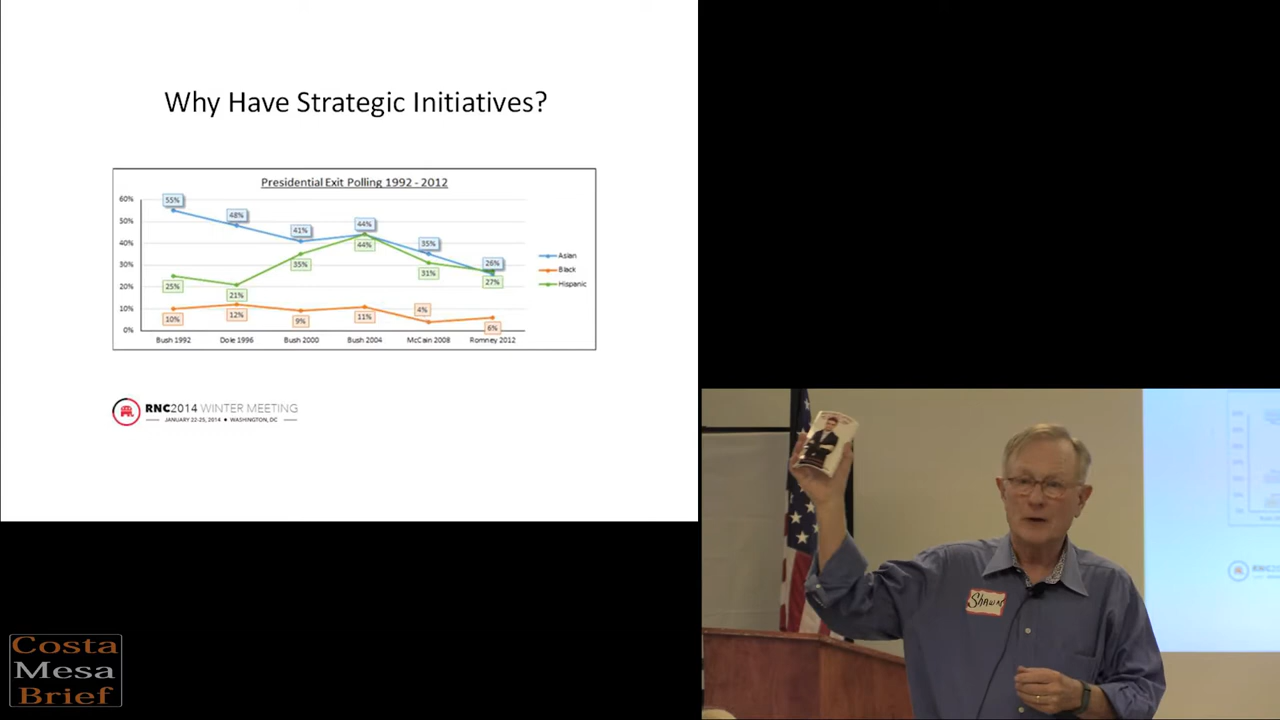 Why Have Strategic Initiatives?
Presidential Exit Polling 1992 - 2012
60%
50%
40%
30%
20%
10%
0%
55%
48%
41%
44%
35%
26%
25%
21%
35%
44%
31%
27%
10%
12%
9%
11%
4%
6%
Asian
Black
Hispanic
Bush 1992
Dole 1996
Bush 2000
Bush 2004
McCain 2008
Romney 2012
RNC2014 WINTER MEETING
JANUARY 22-25, 2014 • WASHINGTON, DC
Shawn
RNC20
Costa
Mesa
Brief